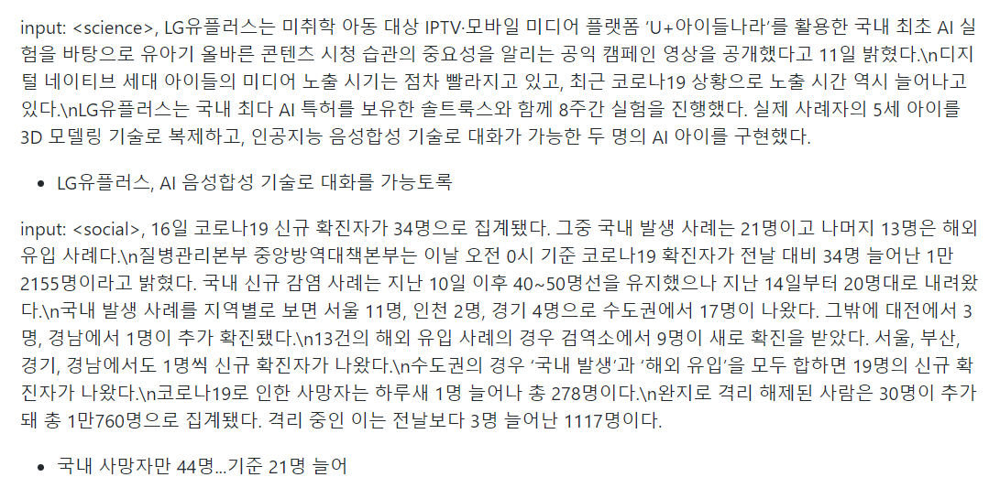 input: <science>, LG유플러스는 미취학 아동 대상 IPTV·모바일 미디어 플랫폼 ‘U+아이들나라’를 활용한 국내 최초 AI 실
험을 바탕으로 유아기 올바른 콘텐츠 시청 습관의 중요성을 알리는 공익 캠페인 영상을 공개했다고 11일 밝혔다.\n디지
털 네이티브 세대 아이들의 미디어 노출 시기는 점차 빨라지고 있고, 최근 코로나19 상황으로 노출 시간 역시 늘어나고
있다.\nLG유플러스는 국내 최다 AI 특허를 보유한 솔트룩스와 함께 8주간 실험을 진행했다. 실제 사례자의 5세 아이를
3D 모델링 기술로 복제하고, 인공지능 음성합성 기술로 대화가 가능한 두 명의 AI 아이를 구현했다.
• LG유플러스, AI 음성합성 기술로 대화를 가능토록
input: <social>, 16일 코로나19 신규 확진자가 34명으로 집계됐다. 그중 국내 발생 사례는 21명이고 나머지 13명은 해외
유입 사례다.\n질병관리본부 중앙방역대책본부는 이날 오전 0시 기준 코로나19 확진자가 전날 대비 34명 늘어난 1만
2155명이라고 밝혔다. 국내 신규 감염 사례는 지난 10일 이후 40~50명선을 유지했으나 지난 14일부터 20명대로 내려왔
다.\n국내 발생 사례를 지역별로 보면 서울 11명, 인천 2명, 경기 4명으로 수도권에서 17명이 나왔다. 그밖에 대전에서 3
명, 경남에서 1명이 추가 확진됐다.\n13건의 해외 유입 사례의 경우 검역소에서 9명이 새로 확진을 받았다. 서울, 부산,
경기, 경남에서도 1명씩 신규 확진자가 나왔다.\n수도권의 경우 ‘국내 발생’과 ‘해외 유입’을 모두 합하면 19명의 신규 확
진자가 나왔다.\n코로나19로 인한 사망자는 하루새 1명 늘어나 총 278명이다.\n완치로 격리 해제된 사람은 30명이 추가
돼 총 1만760명으로 집계됐다. 격리 중인 이는 전날보다 3명 늘어난 1117명이다.
• 국내 사망자만 44명...기준 21명 늘어